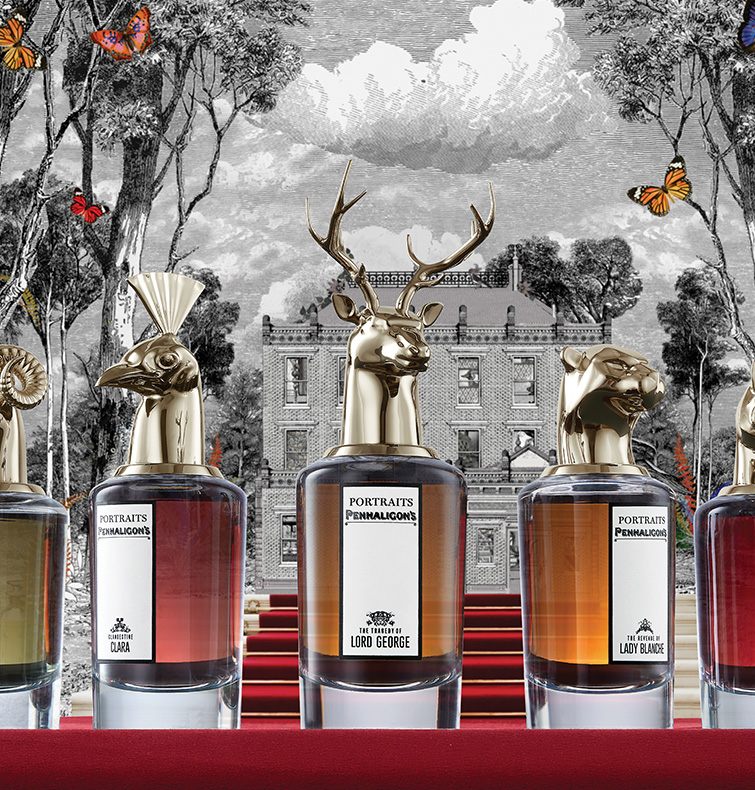 PORTRAITS
PENHALIGON'S
CLANDESTINE
CLARA
PORTRAITS
PENHALIGON'S
THE TRAGEDY OF
LORD GEORGE
PORTRAITS
PENHALIGON'S
THE REVENGE OF
LADY BLANCHE